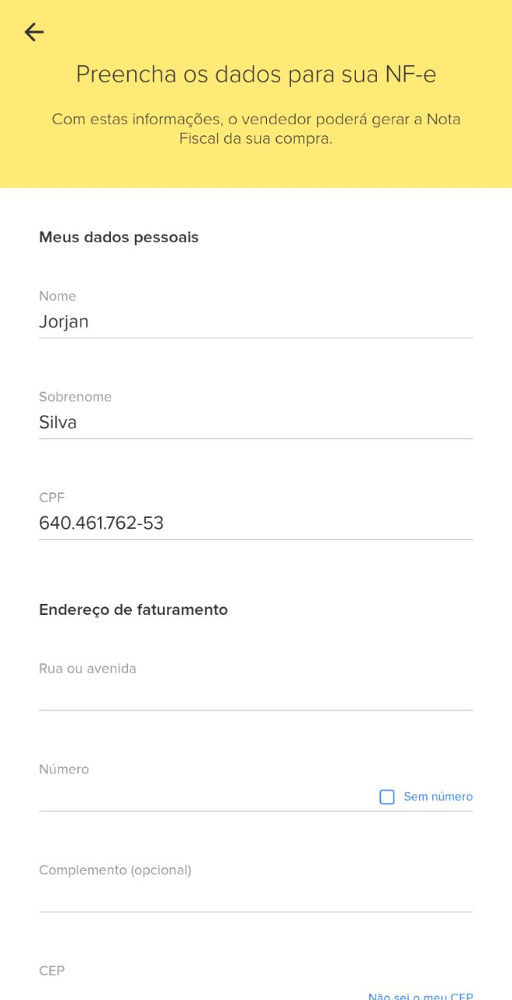 Preencha os dados para sua NF-e
Com estas informações, o vendedor poderá gerar a Nota
Fiscal da sua compra.
Meus dados pessoais
Nome
Jorjan
Sobrenome
Silva
CPF
640.461.762-53
Endereço de faturamento
Rua ou avenida
Número
Sem número
Complemento (opcional)
CEP
Não sei o meu CEP